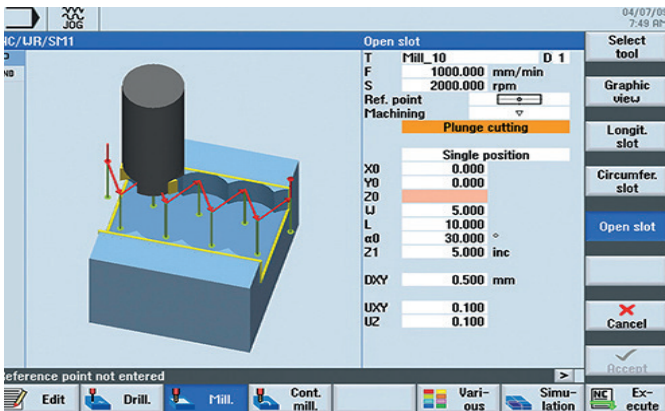 04/07/09
7:49 AM
JOG
NC/WR/SM1
Open slot
T Mill_10 D 1
F 1000.000 mm/min
S 2000.000 rpm
Ref. point
Machining ▽
Plunge cutting
Single position
X0 0.000
Y0 0.000
Z0
W 5.000
L 10.000
α0 30.000 °
Z1 5.000 inc
DXY 0.500 mm
UXY 0.100
UZ 0.100
Select
tool
Graphic
view
Longit.
slot
Circumfer.
slot
Open slot
Cancel
Accept
Reference point not entered >
Edit
Drill.
Mill.
Cont.
mill.
Vari-
ous
Simu-
lation
NC
Ex-
ecute